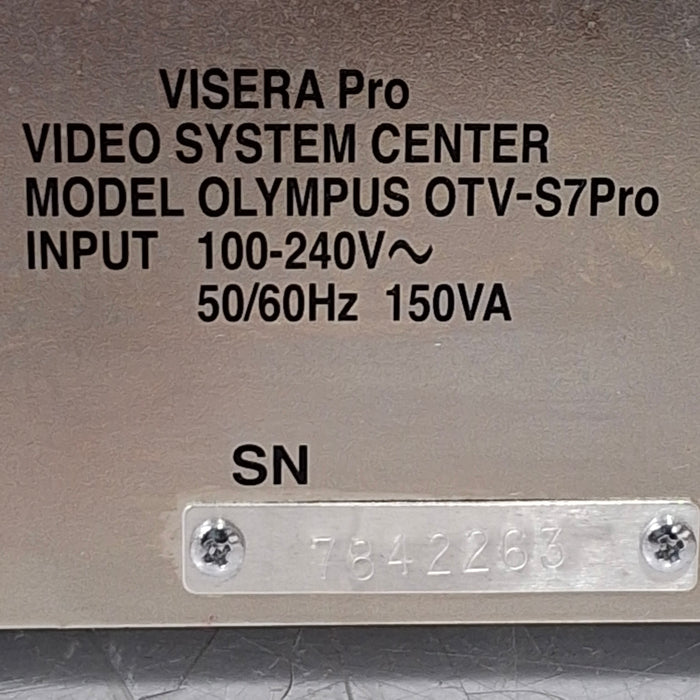 VISERA Pro
VIDEO SYSTEM CENTER
MODEL OLYMPUS OTV-S7Pro
INPUT 100-240V～
50/60Hz 150VA
SN
7842263